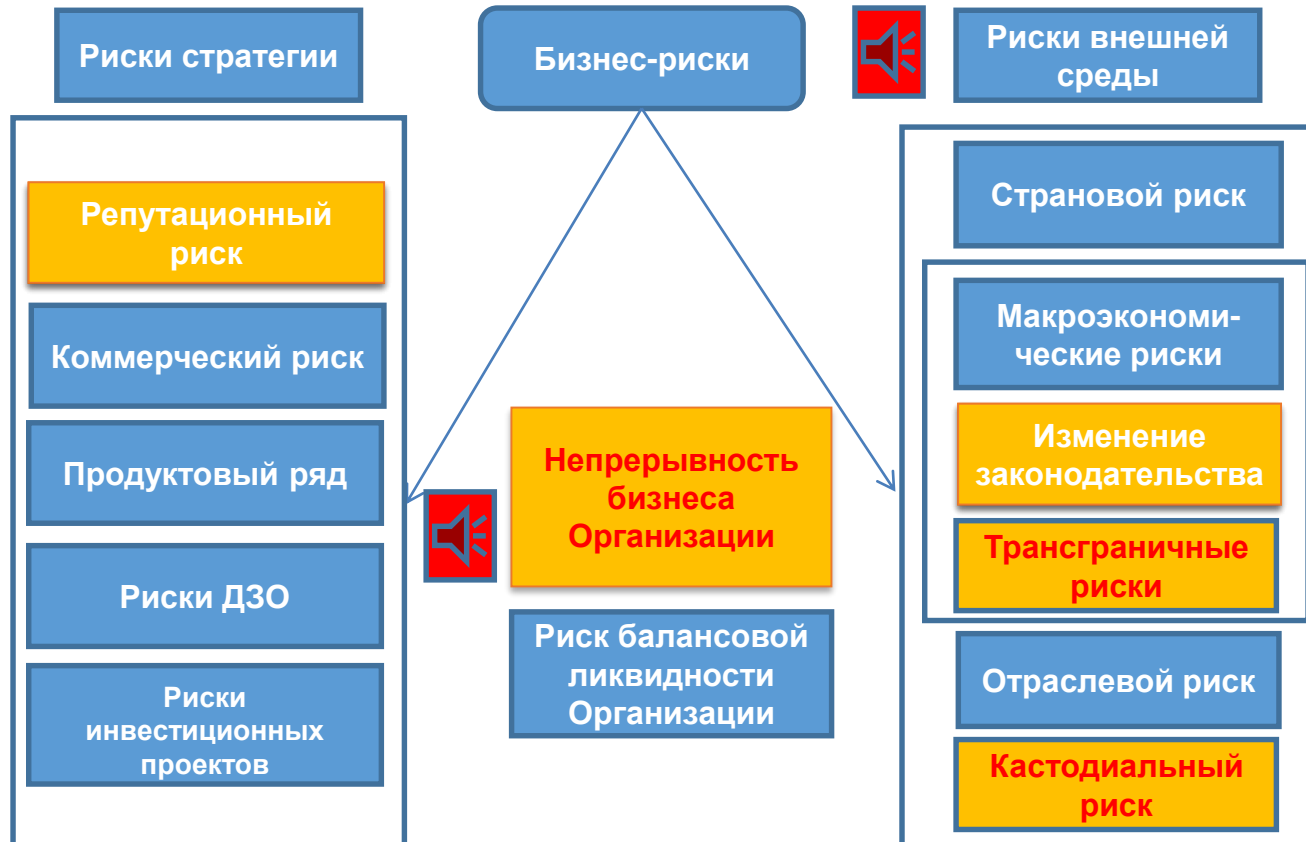 Риски стратегии
Бизнес-риски
Риски внешней
среды
Репутационный
риск
Коммерческий риск
Продуктовый ряд
Риски ДЗО
Риски
инвестиционных
проектов
Непрерывность
бизнеса
Организации
Риск балансовой
ликвидности
Организации
Страновой риск
Макроэкономи-
ческие риски
Изменение
законодательства
Трансграничные
риски
Отраслевой риск
Кастодиальный
риск